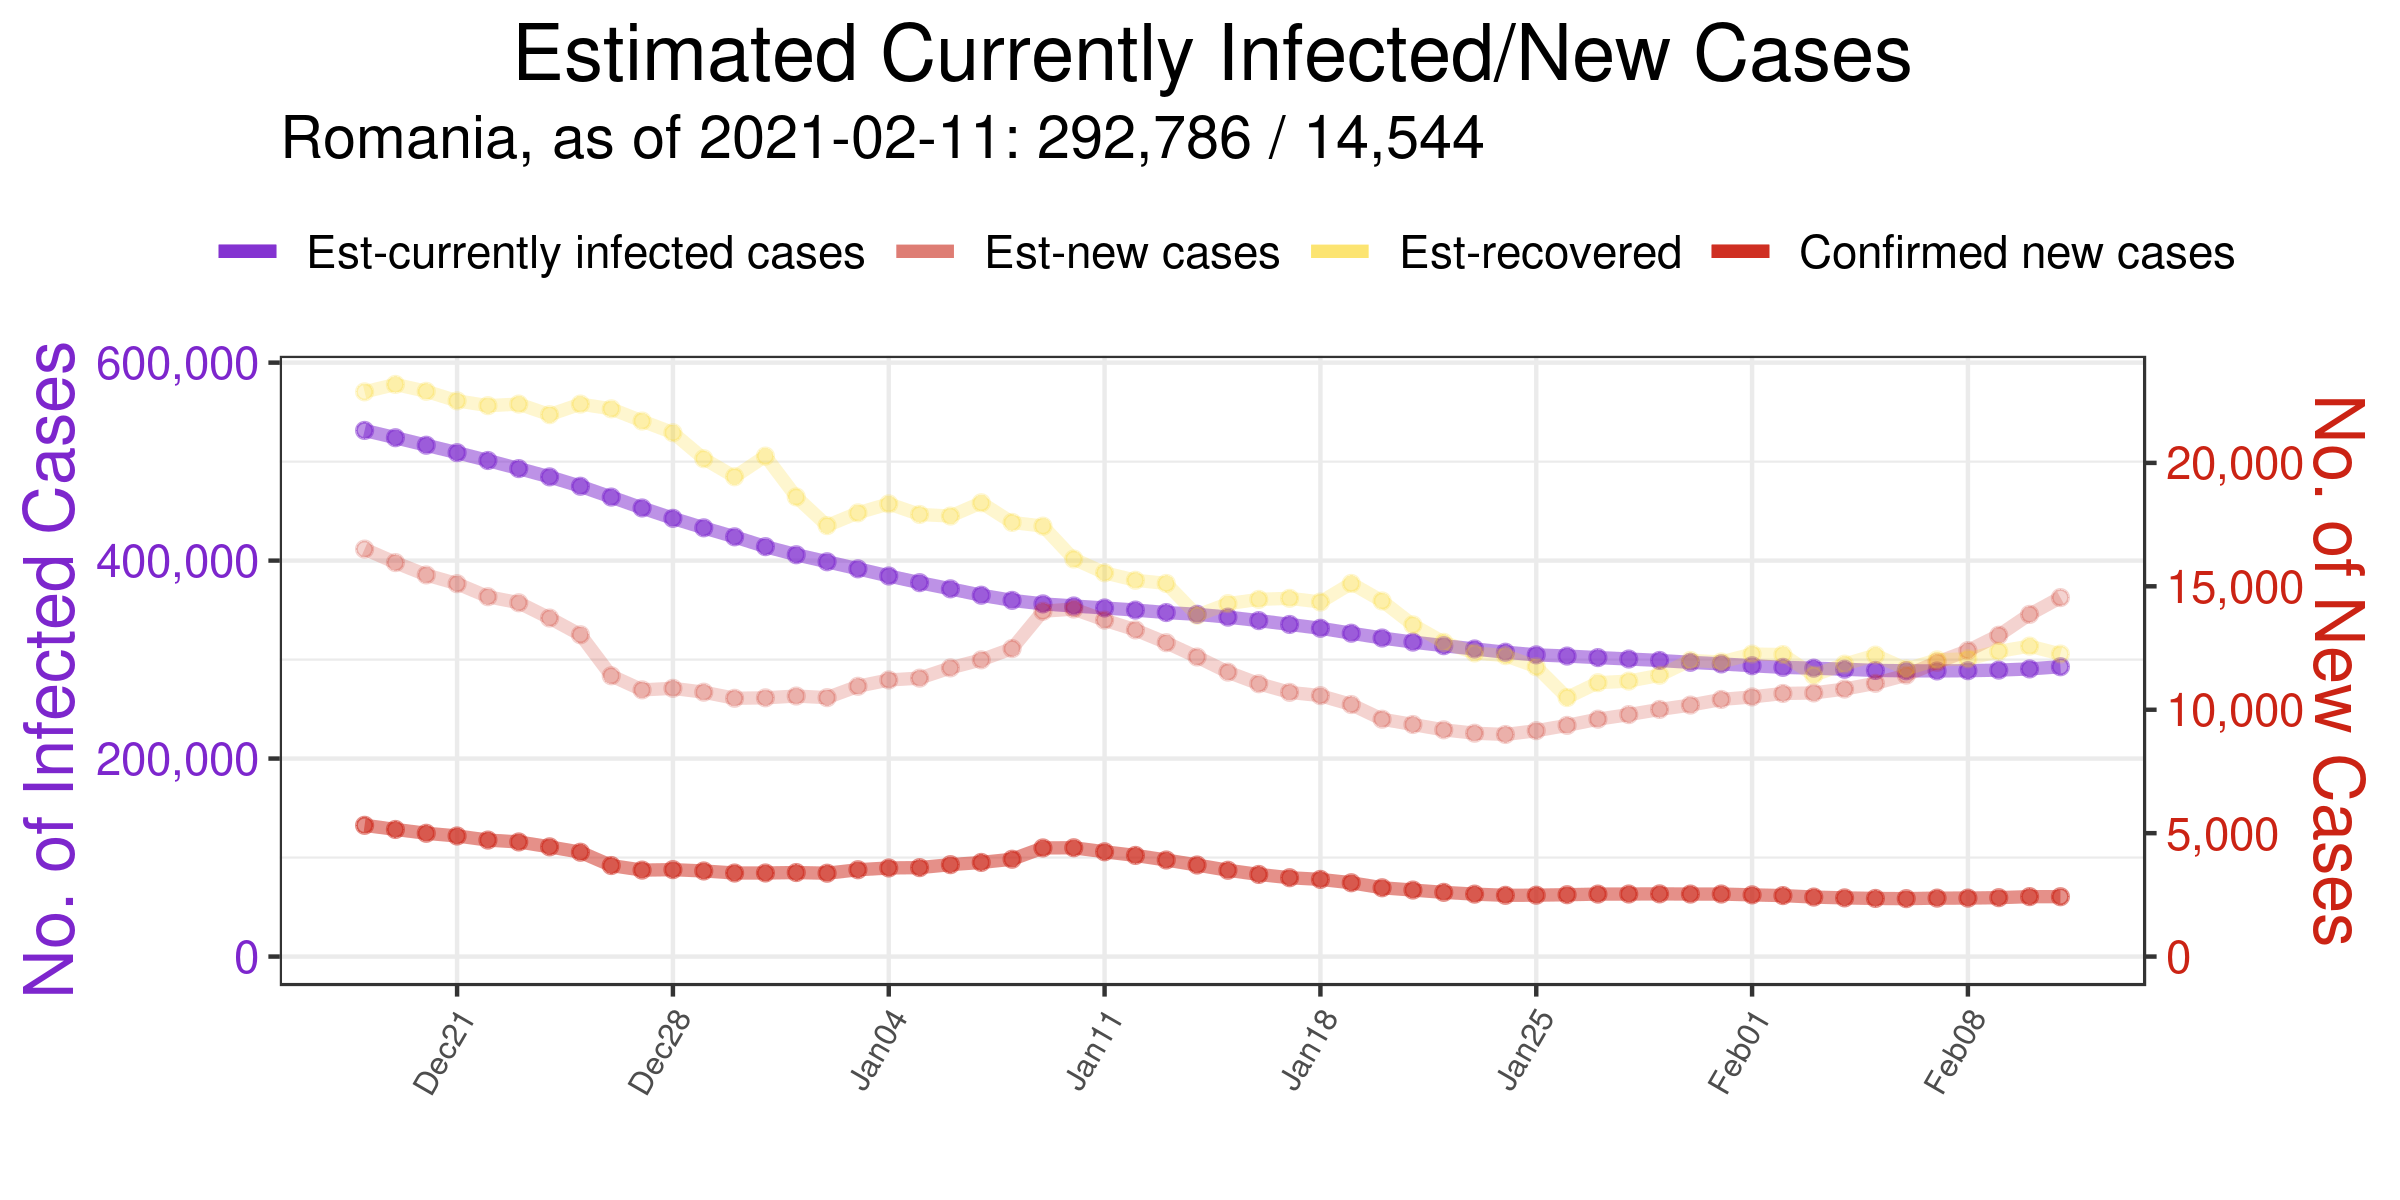 Estimated Currently Infected/New Cases
Romania, as of 2021-02-11: 292,786 / 14,544
Est-currently infected cases Est-new cases Est-recovered Confirmed new cases
No. of Infected Cases
600,000
400,000
200,000
0
20,000
15,000
10,000
5,000
0
No. of New Cases
Dec21 Dec28 Jan04 Jan11 Jan18 Jan25 Feb01 Feb08